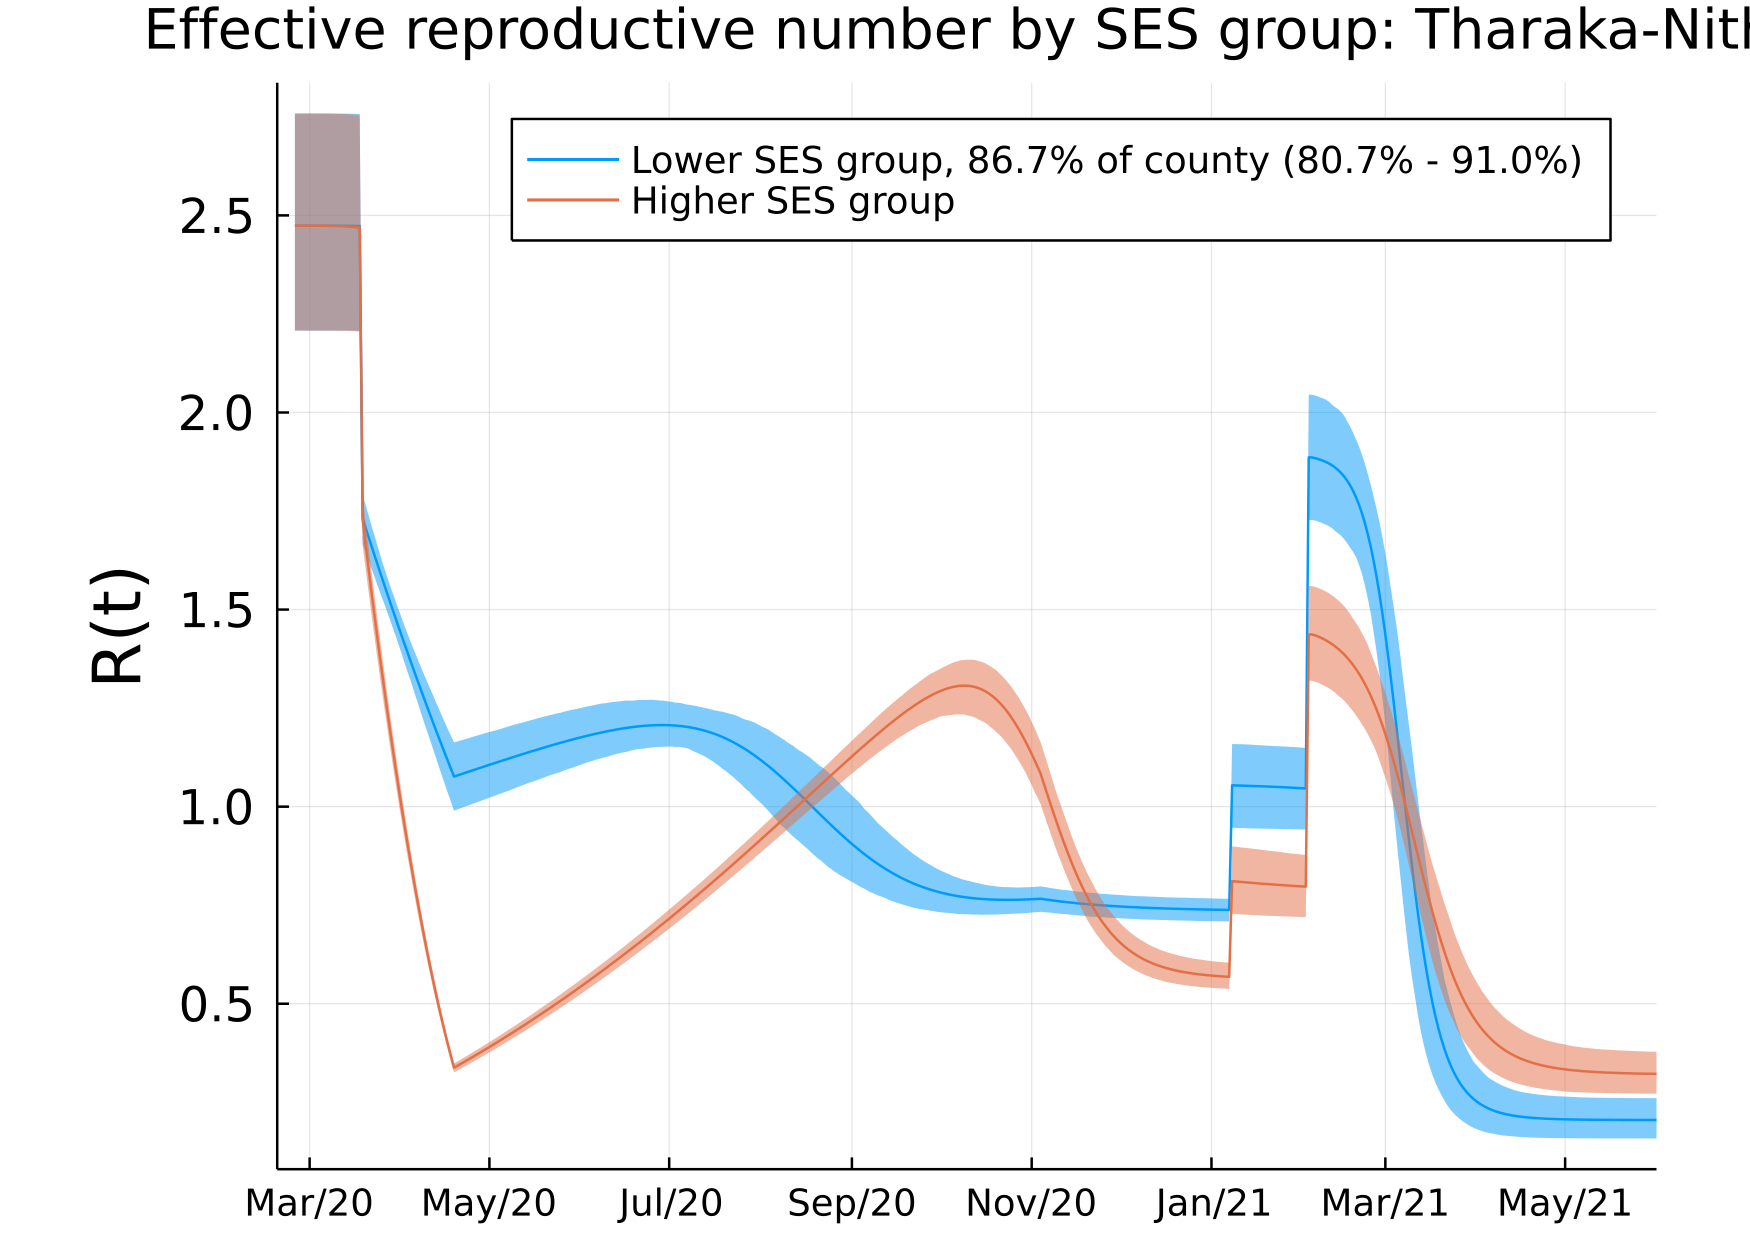 Effective reproductive number by SES group: Tharaka-Nith
Lower SES group, 86.7% of county (80.7% - 91.0%)
Higher SES group
R(t)
2.5
2.0
1.5
1.0
0.5
Mar/20 May/20 Jul/20 Sep/20 Nov/20 Jan/21 Mar/21 May/21